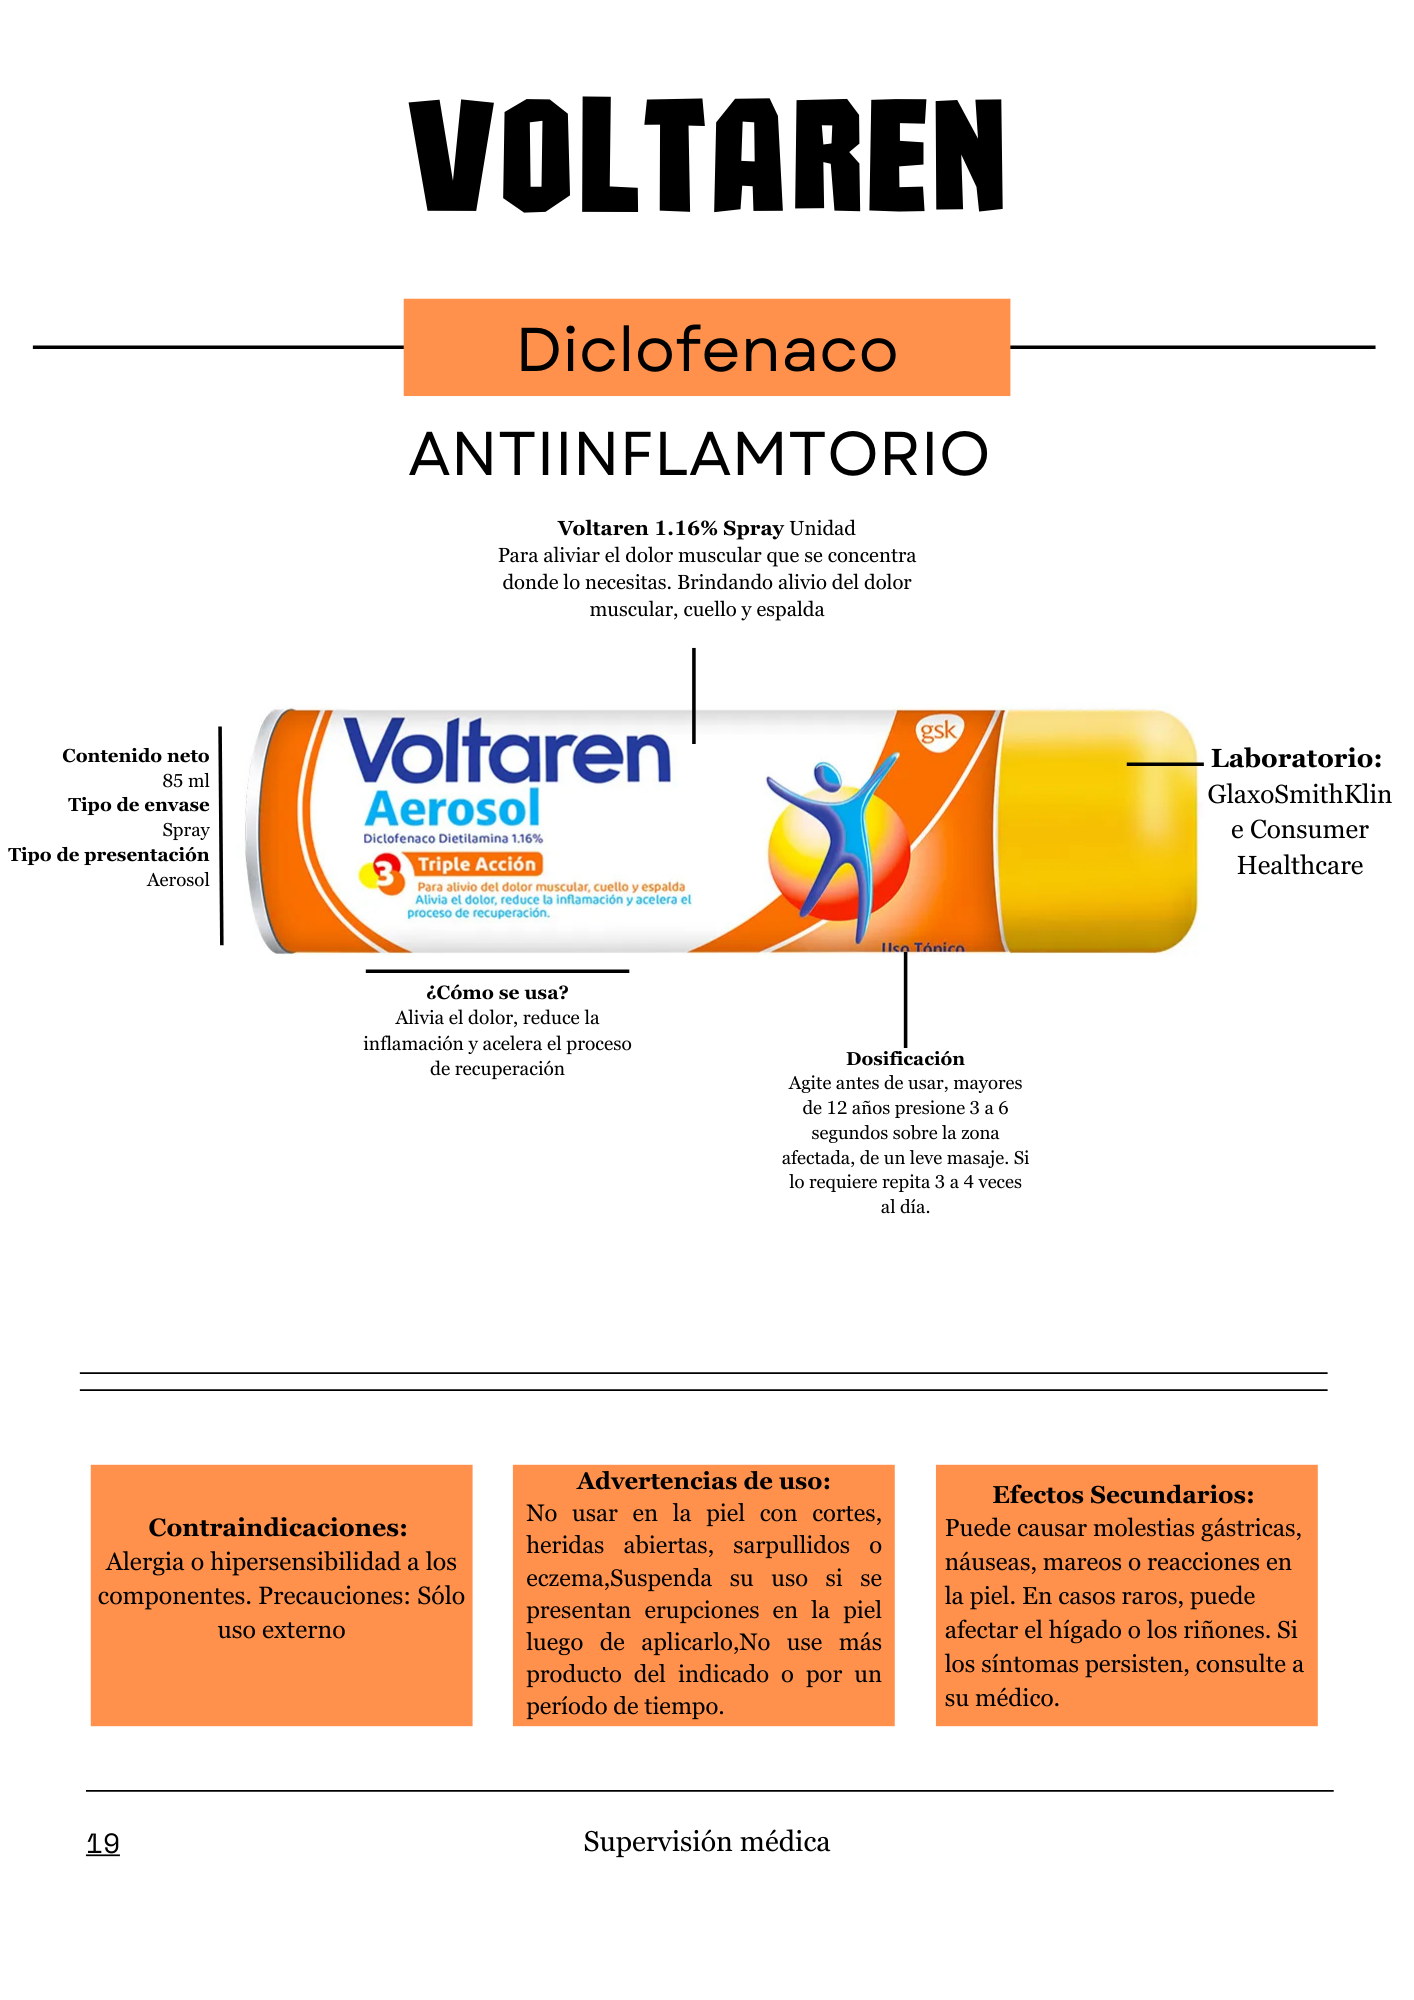 VOLTAREN
Diclofenaco
ANTIINFLAMTORIO
Voltaren 1.16% Spray Unidad
Para aliviar el dolor muscular que se concentra
donde lo necesitas. Brindando alivio del dolor
muscular, cuello y espalda
Contenido neto
85 ml
Tipo de envase
Spray
Tipo de presentación
Aerosol
Voltaren
Aerosol
Diclofenaco Dietilamina 1.16%
3 Triple Acción
Para alivio del dolor muscular, cuello y espalda
Alivia el dolor, reduce la inflamación y acelera el
proceso de recuperación.
gsk
Uso Tópico
Laboratorio:
GlaxoSmithKlin
e Consumer
Healthcare
¿Cómo se usa?
Alivia el dolor, reduce la
inflamación y acelera el proceso
de recuperación
Dosificación
Agite antes de usar, mayores
de 12 años presione 3 a 6
segundos sobre la zona
afectada, de un leve masaje. Si
lo requiere repita 3 a 4 veces
al día.
Contraindicaciones:
Alergia o hipersensibilidad a los
componentes. Precauciones: Sólo
uso externo
Advertencias de uso:
No usar en la piel con cortes,
heridas abiertas, sarpullidos o
eczema,Suspenda su uso si se
presentan erupciones en la piel
luego de aplicarlo,No use más
producto del indicado o por un
período de tiempo.
Efectos Secundarios:
Puede causar molestias gástricas,
náuseas, mareos o reacciones en
la piel. En casos raros, puede
afectar el hígado o los riñones. Si
los síntomas persisten, consulte a
su médico.
19
Supervisión médica